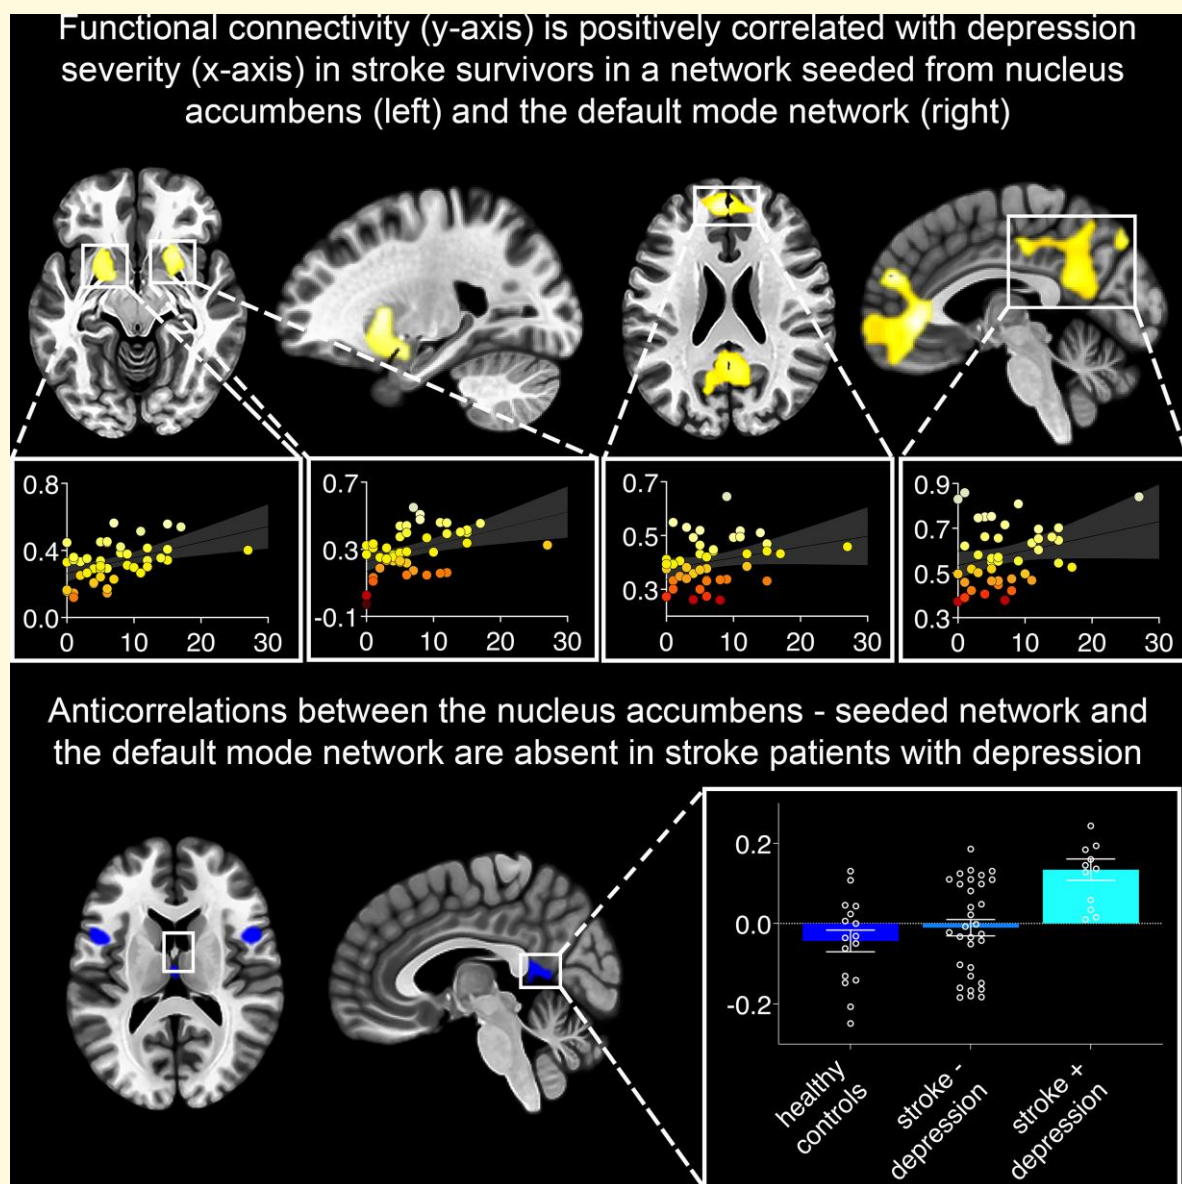 Functional connectivity (y-axis) is positively correlated with depression
severity (x-axis) in stroke survivors in a network seeded from nucleus
accumbens (left) and the default mode network (right)
0.8
0.4
0.0
0 10 20 30
0.7
0.3
-0.1
0 10 20 30
0.7
0.5
0.3
0 10 20 30
0.9
0.7
0.5
0.3
0 10 20 30
Anticorrelations between the nucleus accumbens - seeded network and
the default mode network are absent in stroke patients with depression
0.2
0.0
-0.2
healthy
controls
stroke -
depression
stroke +
depression